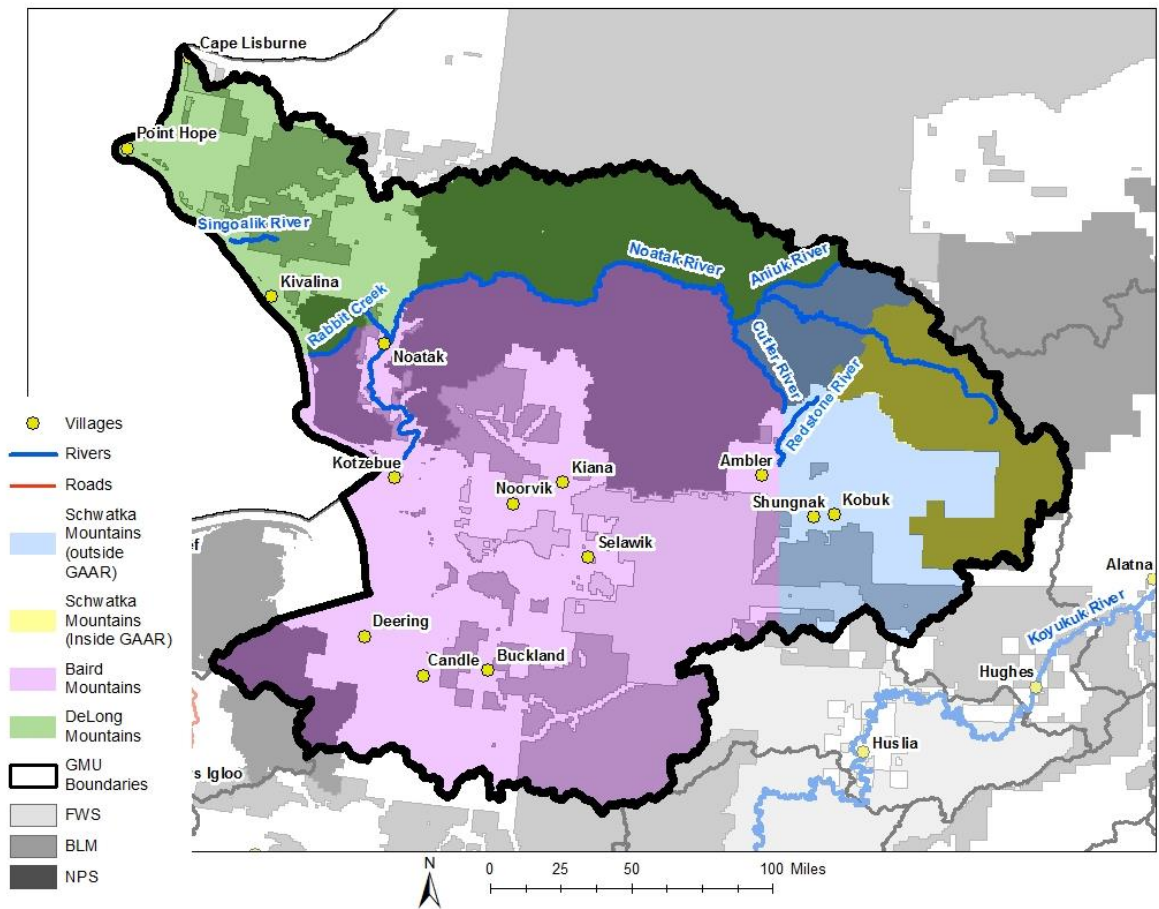 Cape Lisburne
Point Hope
Singoalik River
Noatak River
Aniuk River
Kivalina
Rabbit Creek
Noatak
Cutler River
Redstone River
Kotzebue
Kiana
Ambler
Noorvik
Shungnak
Kobuk
Selawik
Alatna
Koyukuk River
Deering
Candle
Buckland
Hughes
Huslia
ef
s Igloo
Villages
Rivers
Roads
Schwatka
Mountains
(outside
GAAR)
Schwatka
Mountains
(Inside GAAR)
Baird
Mountains
DeLong
Mountains
GMU
Boundaries
FWS
BLM
NPS
N
0 25 50 100 Miles